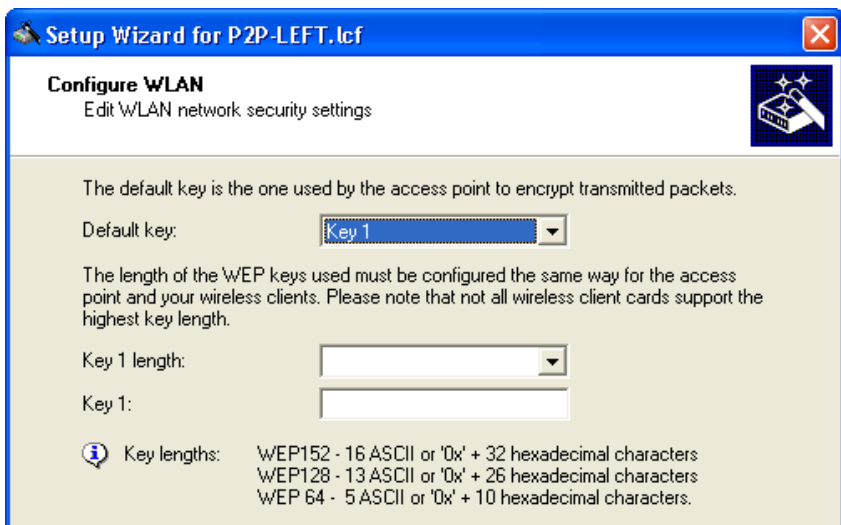 Setup Wizard for P2P-LEFT.lcf
Configure WLAN
Edit WLAN network security settings
The default key is the one used by the access point to encrypt transmitted packets.
Default key: Key 1
The length of the WEP keys used must be configured the same way for the access
point and your wireless clients. Please note that not all wireless client cards support the
highest key length.
Key 1 length:
Key 1:
Key lengths: WEP152 - 16 ASCII or '0x' + 32 hexadecimal characters
WEP128 - 13 ASCII or '0x' + 26 hexadecimal characters
WEP 64 - 5 ASCII or '0x' + 10 hexadecimal characters.